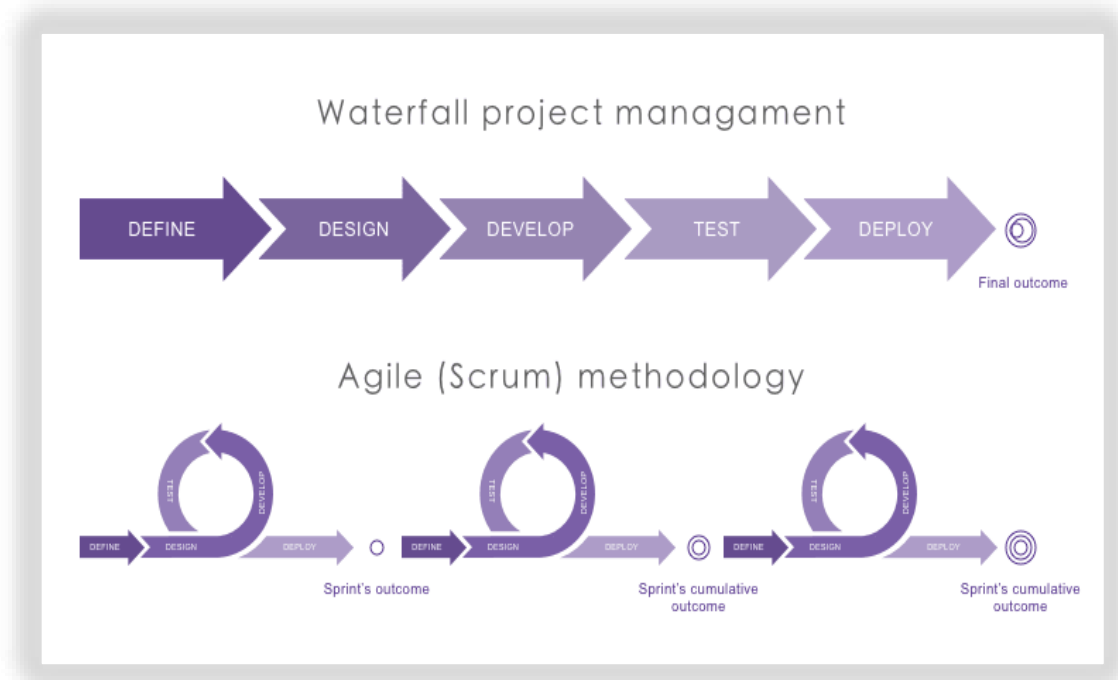 Waterfall project managament
DEFINE
DESIGN
DEVELOP
TEST
DEPLOY
Final outcome
Agile (Scrum) methodology
TEST
DEVELOP
DEFINE
DESIGN
DEPLOY
Sprint's outcome
TEST
DEVELOP
DEFINE
DESIGN
DEPLOY
Sprint's cumulative
outcome
TEST
DEVELOP
DEFINE
DESIGN
DEPLOY
Sprint's cumulative
outcome